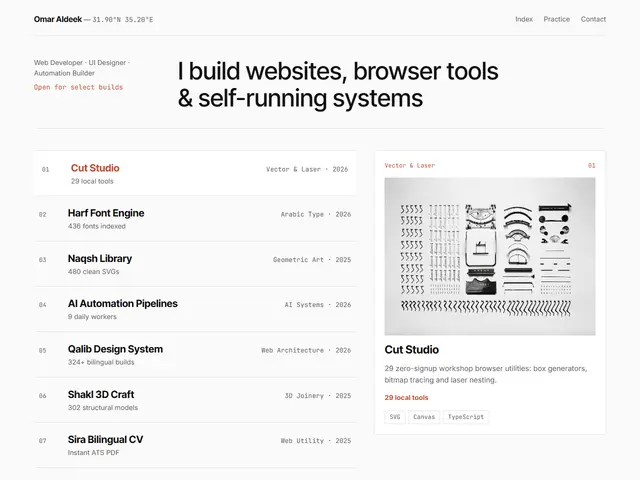 Omar Aldeek — 31.90°N 35.20°E
Index Practice Contact
Web Developer · UI Designer ·
Automation Builder
Open for select builds
I build websites, browser tools
& self-running systems
01 Cut Studio Vector & Laser · 2026
29 local tools
02 Harf Font Engine Arabic Type · 2026
436 fonts indexed
03 Naqsh Library Geometric Art · 2025
480 clean SVGs
04 AI Automation Pipelines AI Systems · 2026
9 daily workers
05 Qalib Design System Web Architecture · 2026
324+ bilingual builds
06 Shakl 3D Craft 3D Joinery · 2025
302 structural models
07 Sira Bilingual CV Web Utility · 2025
Instant ATS PDF
Vector & Laser 01
Cut Studio
29 zero-signup workshop browser utilities: box generators,
bitmap tracing and laser nesting.
29 local tools
SVG Canvas TypeScript